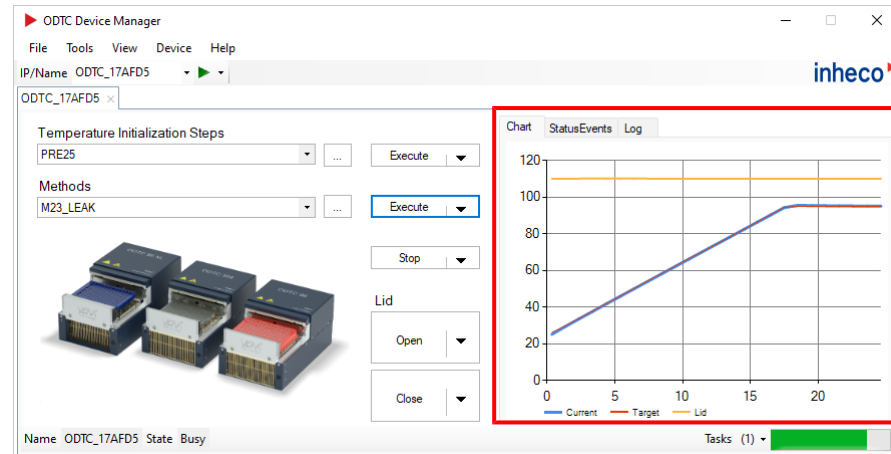 ODTC Device Manager
File Tools View Device Help
IP/Name ODTC_17AFD5
inheco
ODTC_17AFD5
Temperature Initialization Steps
PRE25 ... Execute
Methods
M23_LEAK ... Execute
Stop
Lid
Open
Close
Chart StatusEvents Log
120
100
80
60
40
20
0
0 5 10 15 20
Current Target Lid
Name ODTC_17AFD5 State Busy Tasks (1)